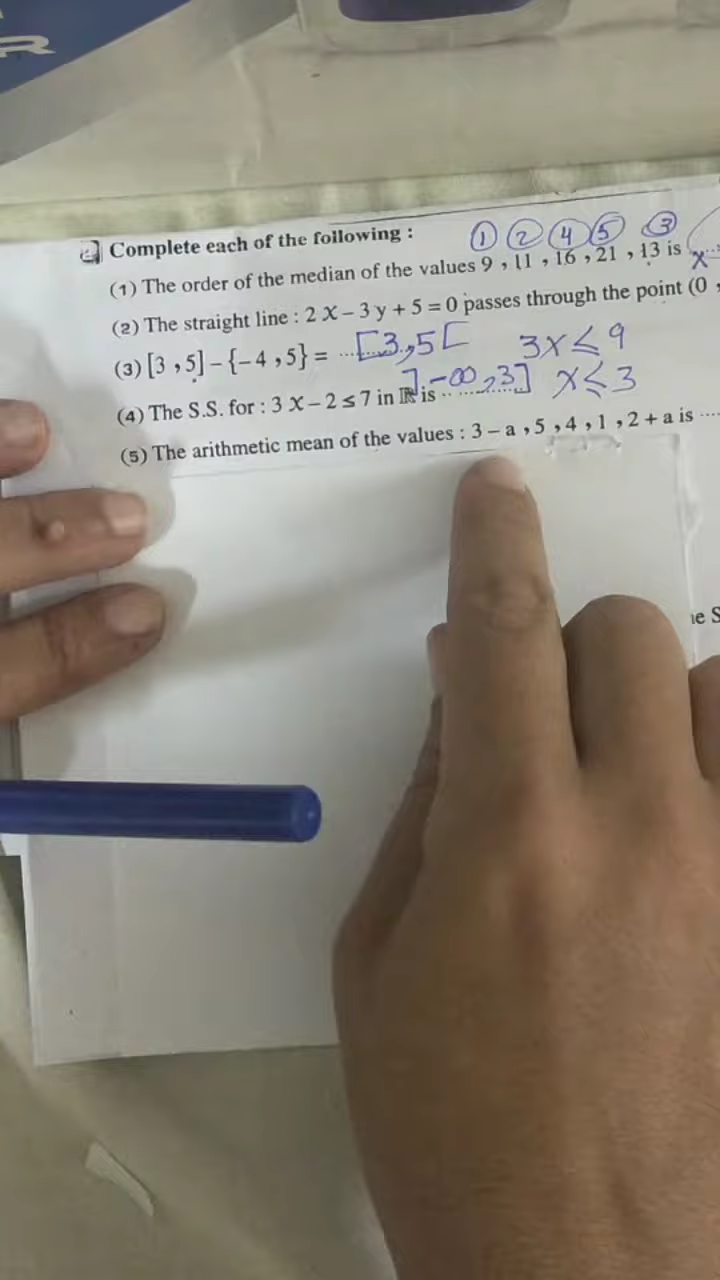 Complete each of the following :
① ② ④ ⑤ ③
(1) The order of the median of the values 9 , 11 , 16 , 21 , 13 is ....
x
(2) The straight line : 2 X – 3 y + 5 = 0 passes through the point (0 ,
(3) [3 , 5] – {– 4 , 5} = ... [3,5[ 3x ≤ 9
(4) The S.S. for : 3 X – 2 ≤ 7 in ℝ is ... ]-∞,3] x ≤ 3
(5) The arithmetic mean of the values : 3 – a , 5 , 4 , 1 , 2 + a is ....